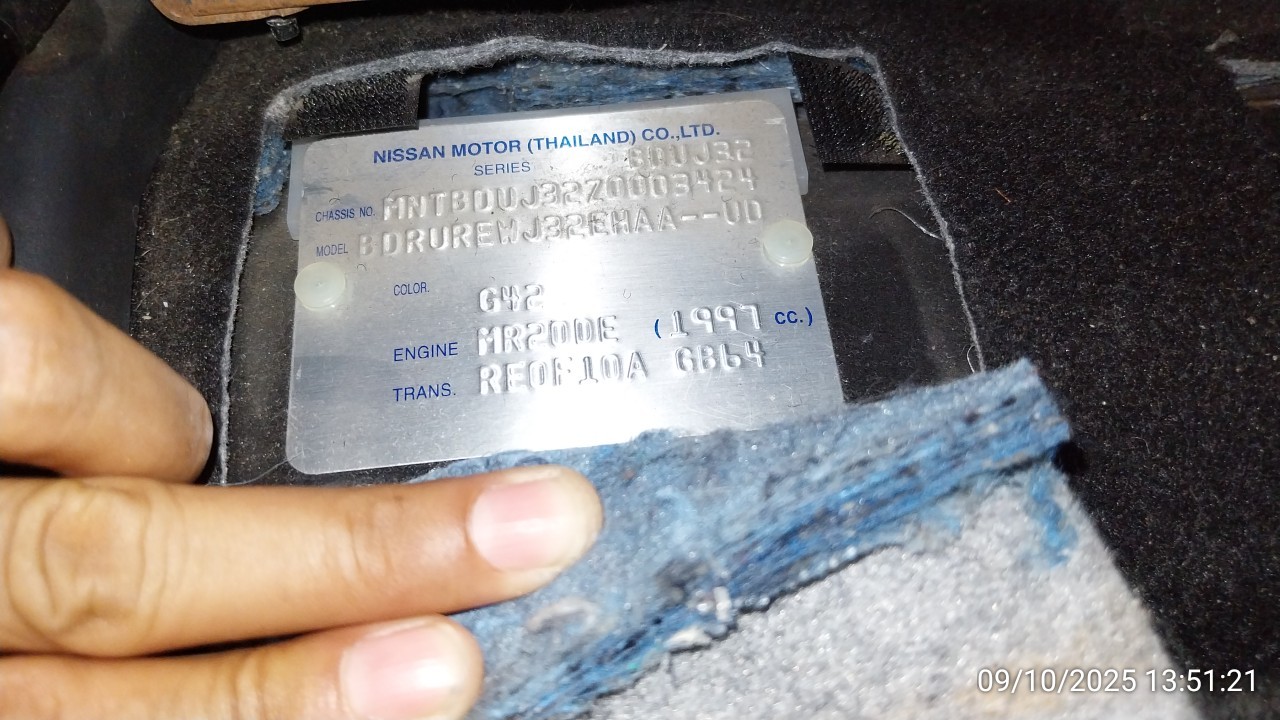 NISSAN MOTOR (THAILAND) CO.,LTD.
SERIES BDUJ32
CHASSIS NO. MNTBDUJ32Z0003424
MODEL BDRUREWJ32EHAA--UD
COLOR. G42
ENGINE MR20DE (1997 CC.)
TRANS. RE0F10A GB64
09/10/2025 13:51:21